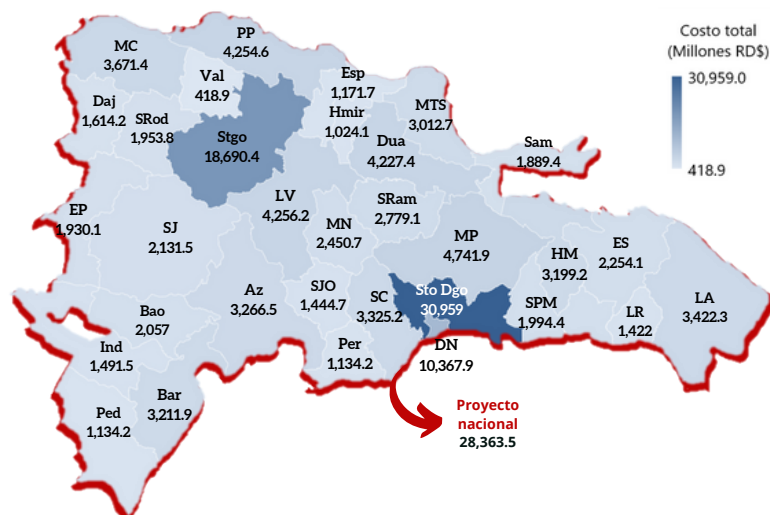 PP
4,254.6
MC
3,671.4
Costo total
(Millones RD$)
30,959.0
418.9
Val
418.9
Esp
1,171.7
Hmir
1,024.1
MTS
3,012.7
Daj
1,614.2
SRod
1,953.8
Stgo
18,690.4
Dua
4,227.4
Sam
1,889.4
LV
4,256.2
SRam
2,779.1
EP
1,930.1
SJ
2,131.5
MN
2,450.7
MP
4,741.9
HM
3,199.2
ES
2,254.1
Az
3,266.5
SJO
1,444.7
SC
3,325.2
Sto Dgo
30,959
SPM
1,994.4
LR
1,422
LA
3,422.3
Bao
2,057
Ind
1,491.5
Per
1,134.2
DN
10,367.9
Bar
3,211.9
Ped
1,134.2
Proyecto
nacional
28,363.5